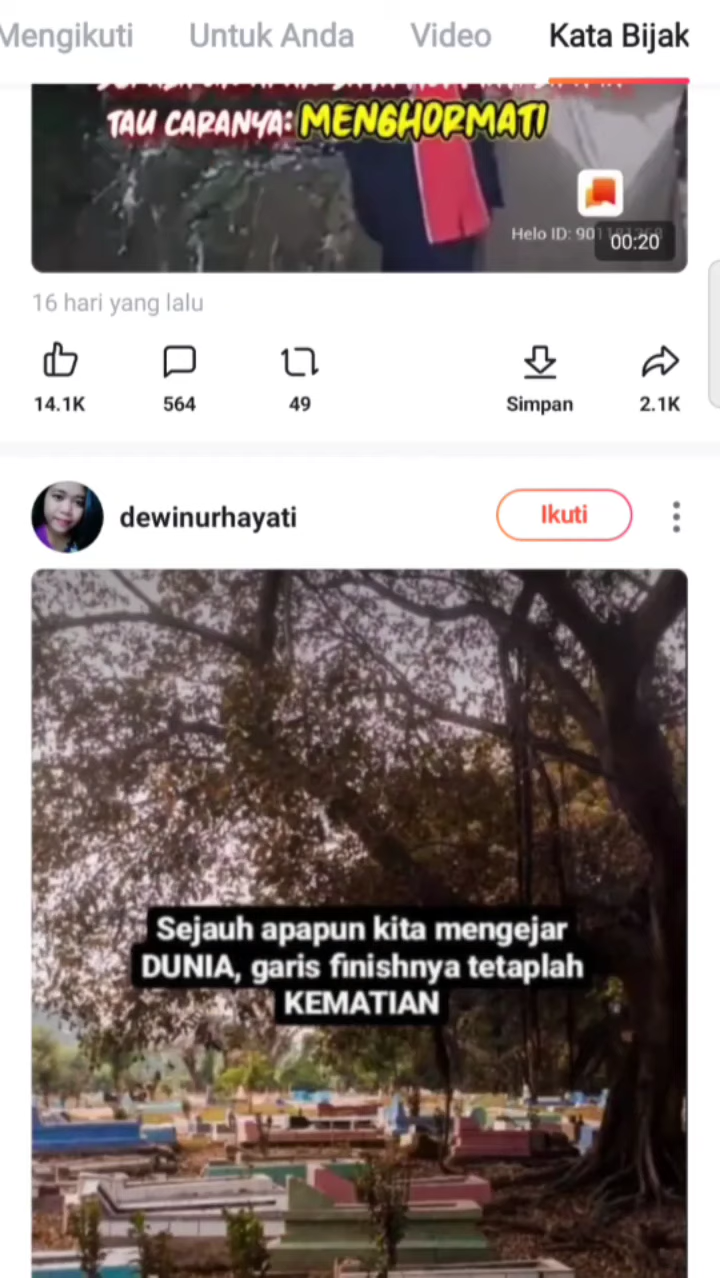 Mengikuti Untuk Anda Video Kata Bijak
TAU CARANYA: MENGHORMATI
Helo ID: 901
00:20
16 hari yang lalu
14.1K 564 49 Simpan 2.1K
dewinurhayati Ikuti
Sejauh apapun kita mengejar
DUNIA, garis finishnya tetaplah
KEMATIAN